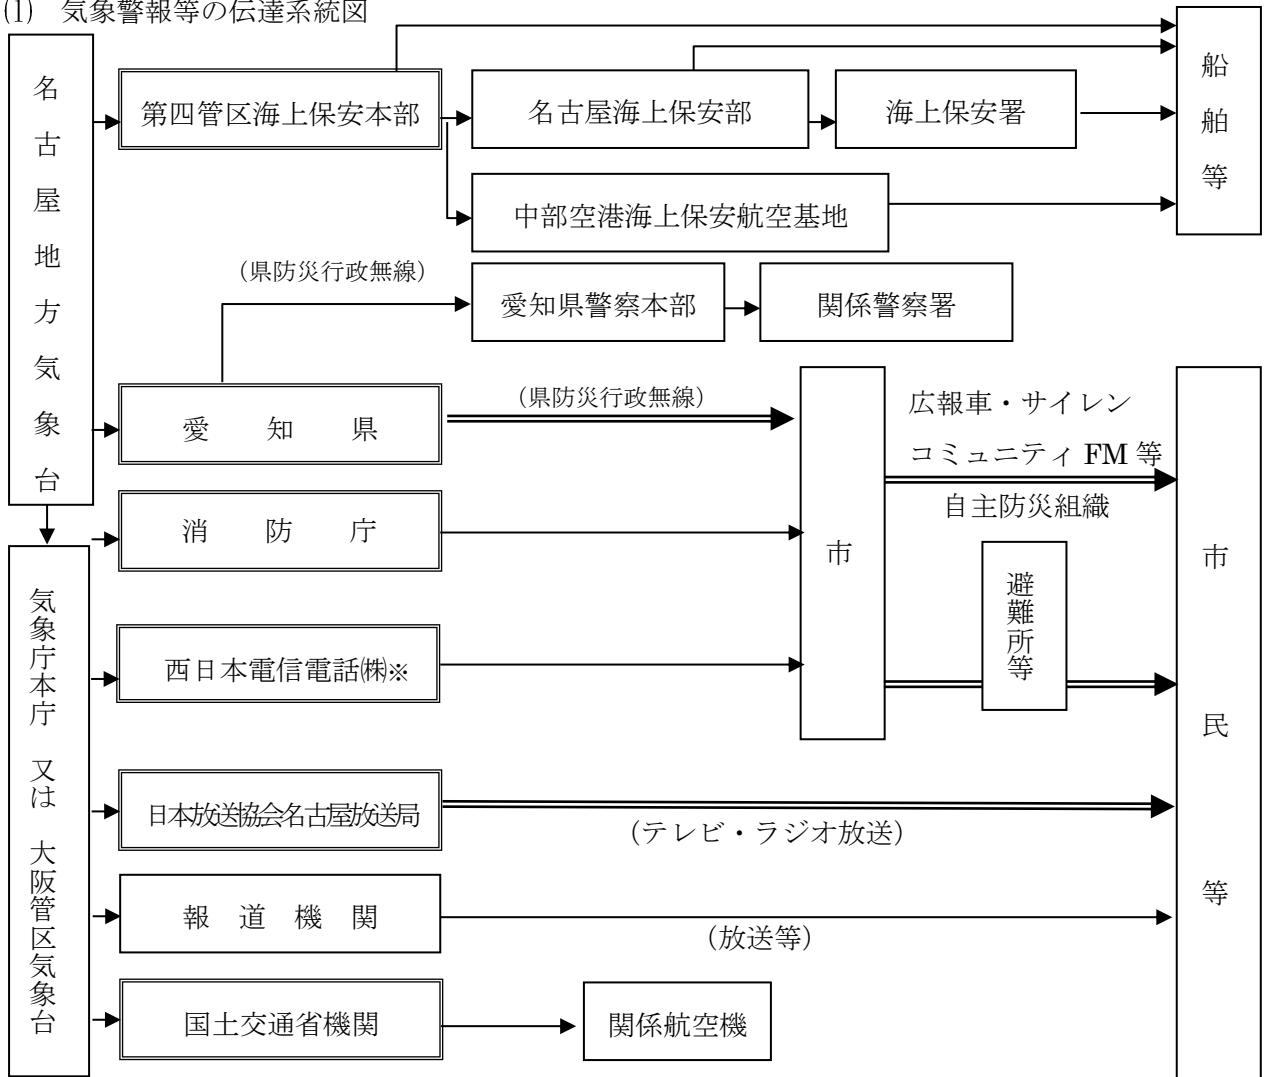 (1) 気象警報等の伝達系統図
名古屋地方気象台
第四管区海上保安本部
名古屋海上保安部
海上保安署
船舶等
中部空港海上保安航空基地
（県防災行政無線）
愛知県警察本部
関係警察署
愛　知　県
（県防災行政無線）
市
広報車・サイレン
コミュニティ FM 等
自主防災組織
市民等
消　防　庁
避難所等
気象庁本庁　又は　大阪管区気象台
西日本電信電話㈱※
日本放送協会名古屋放送局
（テレビ・ラジオ放送）
報　道　機　関
（放送等）
国土交通省機関
関係航空機